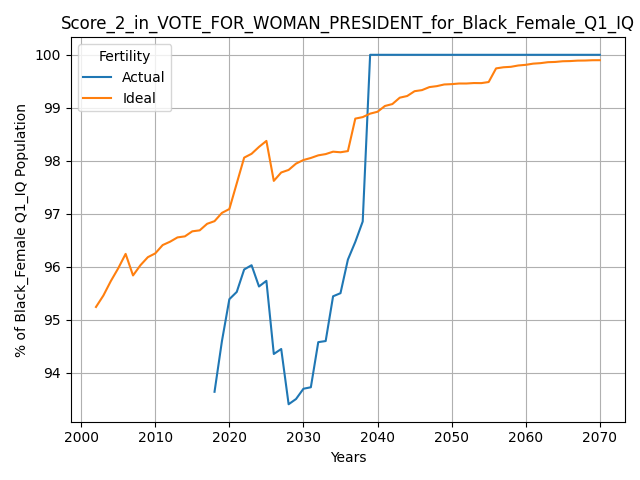 Score_2_in_VOTE_FOR_WOMAN_PRESIDENT_for_Black_Female_Q1_IQ
Fertility
Actual
Ideal
% of Black_Female Q1_IQ Population
100
99
98
97
96
95
94
2000 2010 2020 2030 2040 2050 2060 2070
Years